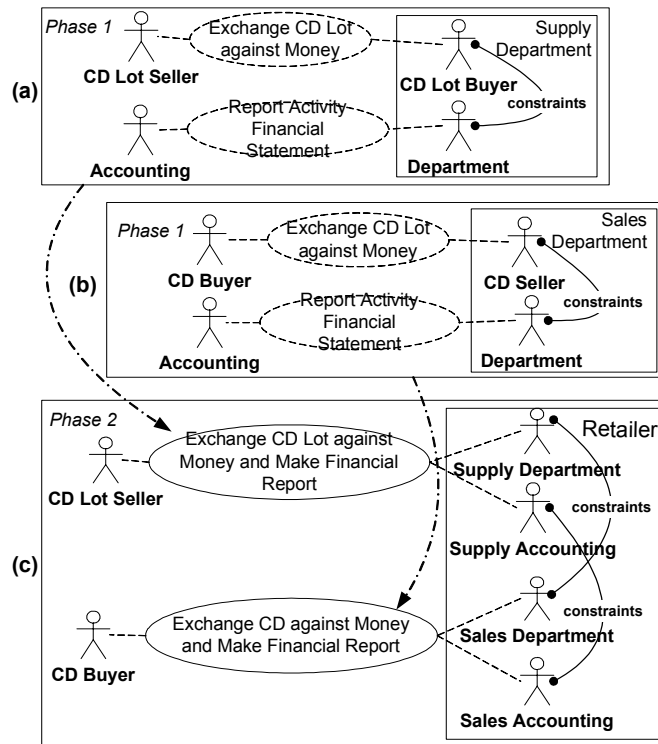 Phase 1
Exchange CD Lot
against Money
Supply
Department
CD Lot Seller
CD Lot Buyer
(a)
constraints
Report Activity
Financial
Statement
Accounting
Department
Phase 1
Exchange CD Lot
against Money
Sales
Department
CD Buyer
CD Seller
(b)
constraints
Report Activity
Financial
Statement
Accounting
Department
Phase 2
Exchange CD Lot against
Money and Make Financial
Report
Retailer
CD Lot Seller
Supply Department
constraints
Supply Accounting
(c)
constraints
Exchange CD against Money
and Make Financial Report
Sales Department
CD Buyer
Sales Accounting